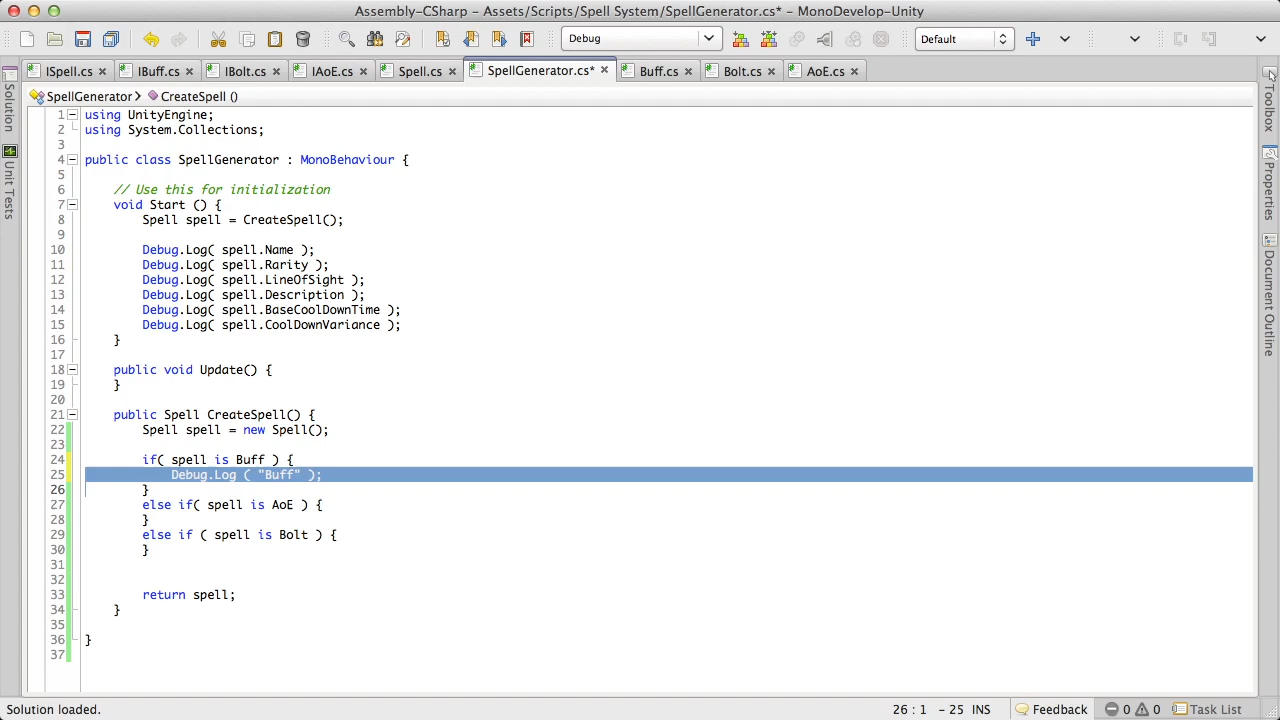 Assembly-CSharp - Assets/Scripts/Spell System/SpellGenerator.cs* - MonoDevelop-Unity
Debug
Default
ISpell.cs IBuff.cs IBolt.cs IAoE.cs Spell.cs SpellGenerator.cs* Buff.cs Bolt.cs AoE.cs
SpellGenerator CreateSpell ()
Solution
Unit Tests
Toolbox
Properties
Document Outline
1 using UnityEngine;
2 using System.Collections;
3
4 public class SpellGenerator : MonoBehaviour {
5
6 // Use this for initialization
7 void Start () {
8 Spell spell = CreateSpell();
9
10 Debug.Log( spell.Name );
11 Debug.Log( spell.Rarity );
12 Debug.Log( spell.LineOfSight );
13 Debug.Log( spell.Description );
14 Debug.Log( spell.BaseCoolDownTime );
15 Debug.Log( spell.CoolDownVariance );
16 }
17
18 public void Update() {
19 }
20
21 public Spell CreateSpell() {
22 Spell spell = new Spell();
23
24 if( spell is Buff ) {
25 Debug.Log ( "Buff" );
26 }
27 else if( spell is AoE ) {
28 }
29 else if ( spell is Bolt ) {
30 }
31
32
33 return spell;
34 }
35
36 }
37
Solution loaded.
26 : 1 - 25 INS
Feedback
0 0
Task List